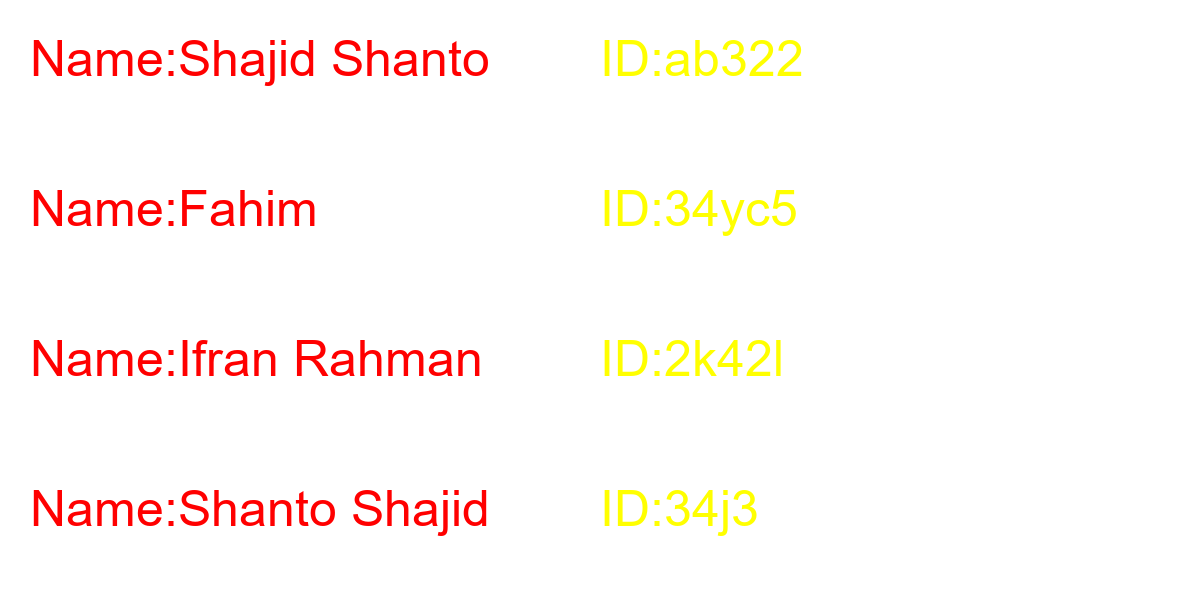 Name:Shajid Shanto ID:ab322
Name:Fahim ID:34yc5
Name:Ifran Rahman ID:2k42l
Name:Shanto Shajid ID:34j3